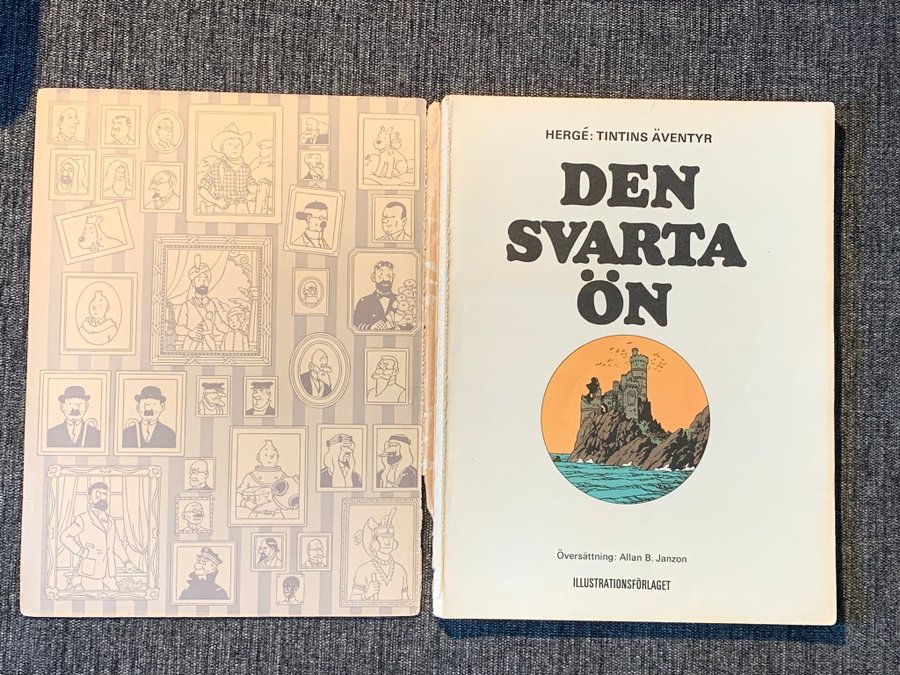 HERGÉ: TINTINS ÄVENTYR
DEN
SVARTA
ÖN
Översättning: Allan B. Janzon
ILLUSTRATIONSFÖRLAGET